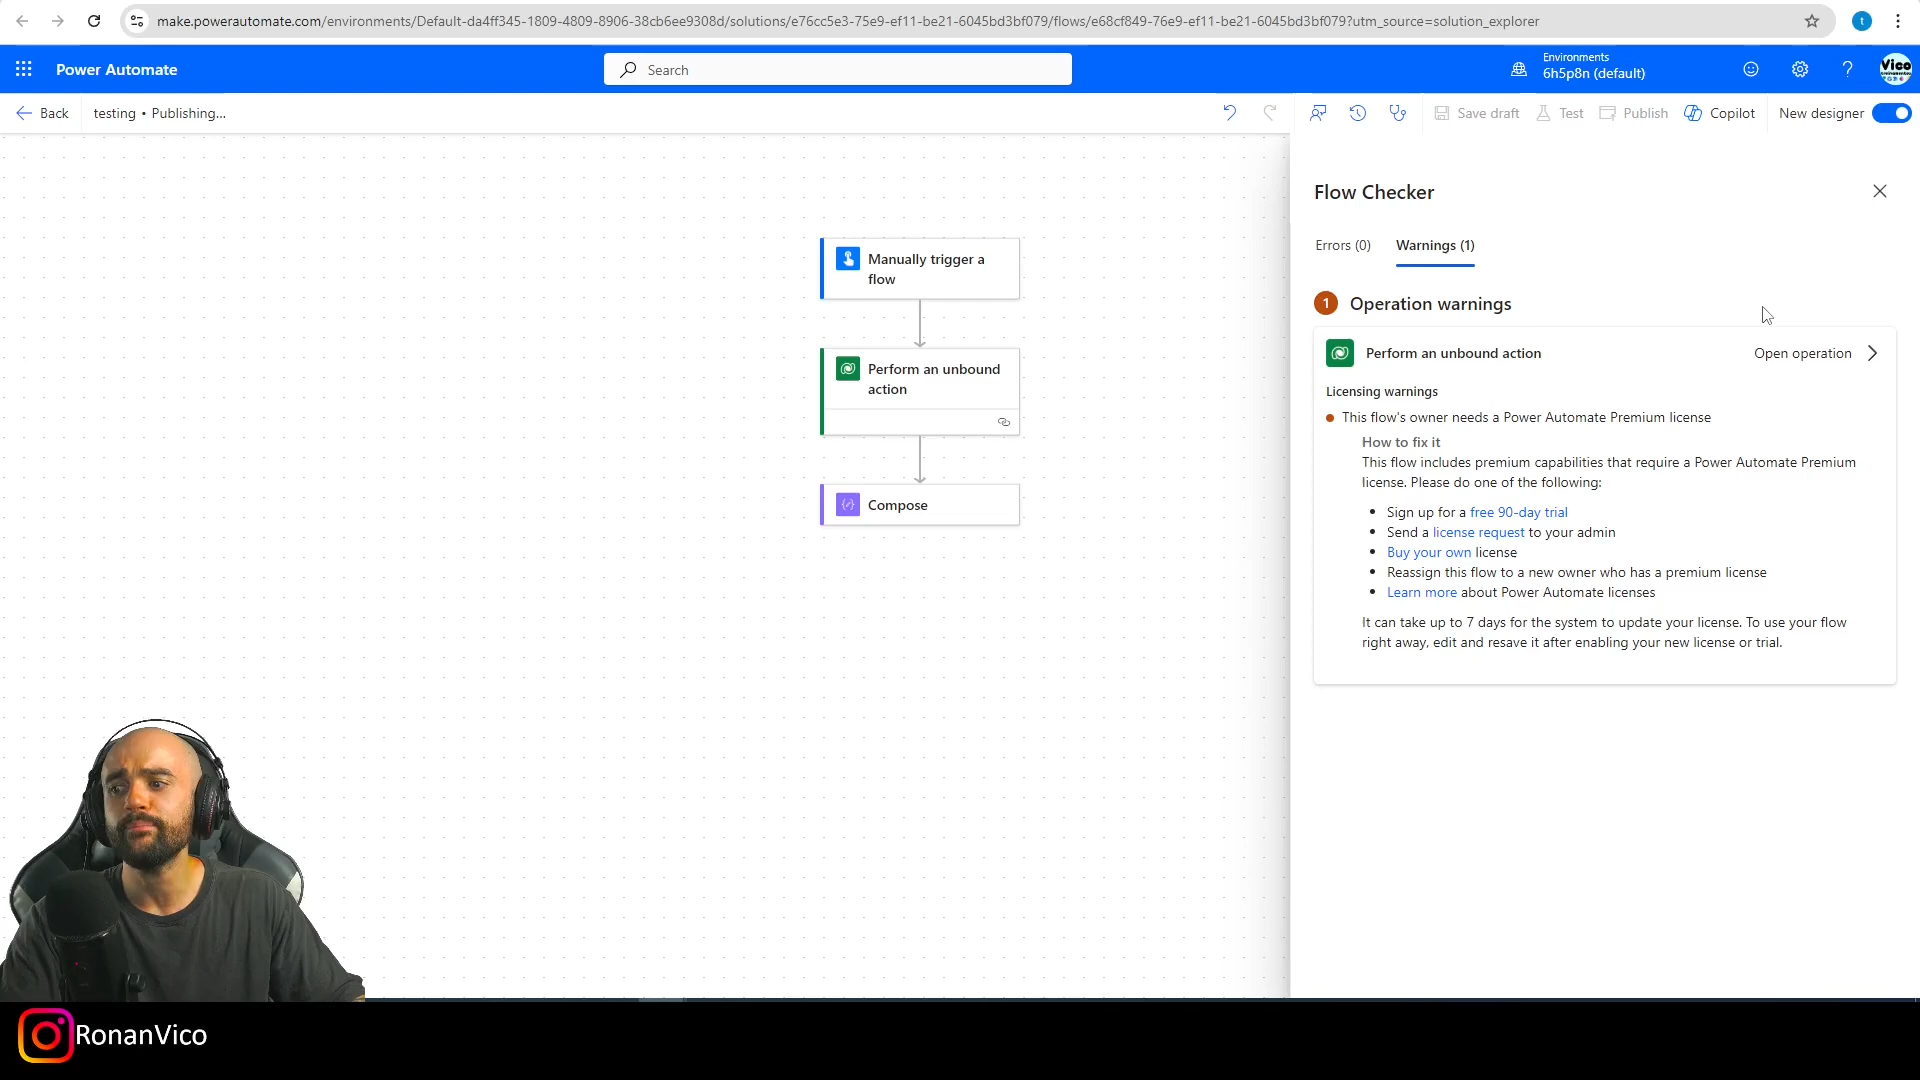 make.powerautomate.com/environments/Default-da4ff345-1809-4809-8906-38cb6ee9308d/solutions/e76cc5e3-75e9-ef11-be21-6045bd3bf079/flows/e68cf849-76e9-ef11-be21-6045bd3bf079?utm_source=solution_explorer
t
Power Automate
Search
Environments
6h5p8n (default)
Vico
Back
testing • Publishing...
Save draft
Test
Publish
Copilot
New designer
Manually trigger a
flow
Perform an unbound
action
Compose
Flow Checker
Errors (0)
Warnings (1)
1
Operation warnings
Perform an unbound action
Open operation
Licensing warnings
This flow's owner needs a Power Automate Premium license
How to fix it
This flow includes premium capabilities that require a Power Automate Premium
license. Please do one of the following:
• Sign up for a free 90-day trial
• Send a license request to your admin
• Buy your own license
• Reassign this flow to a new owner who has a premium license
• Learn more about Power Automate licenses
It can take up to 7 days for the system to update your license. To use your flow
right away, edit and resave it after enabling your new license or trial.
RonanVico